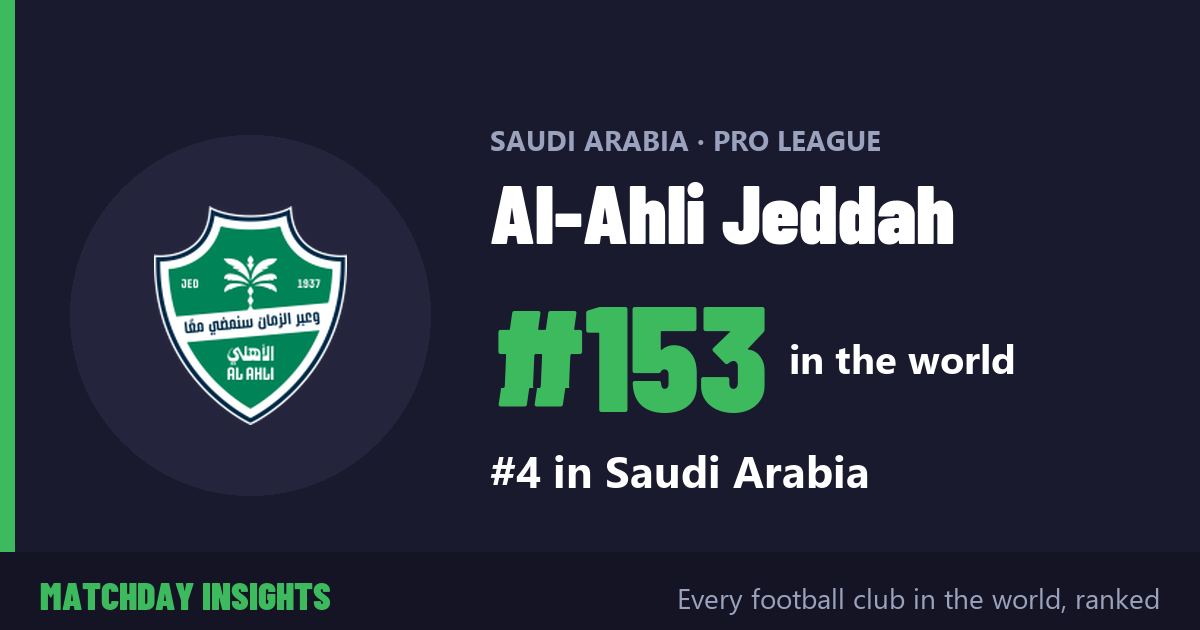 SAUDI ARABIA · PRO LEAGUE
Al-Ahli Jeddah
#153 in the world
#4 in Saudi Arabia
JED 1937
وعبر الزمان سنمضي معًا
الأهلي
AL AHLI
MATCHDAY INSIGHTS
Every football club in the world, ranked